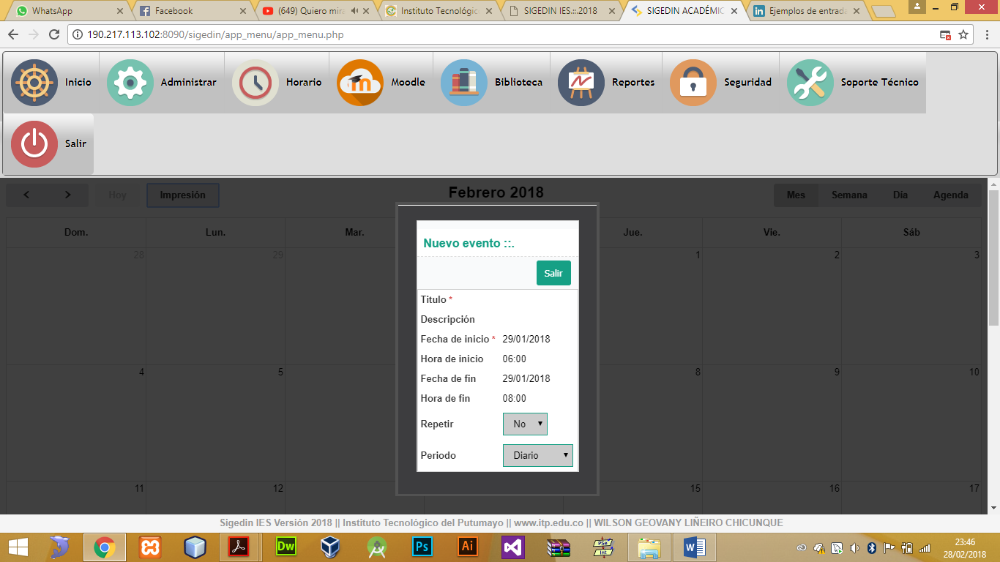 WhatsApp
Facebook
(649) Quiero mira
Instituto Tecnológic
SIGEDIN IES.::.2018
SIGEDIN ACADÉMIC
Ejemplos de entrada
190.217.113.102:8090/sigedin/app_menu/app_menu.php
Inicio
Administrar
Horario
Moodle
Biblioteca
Reportes
Seguridad
Soporte Técnico
Salir
Hoy
Impresión
Febrero 2018
Mes
Semana
Día
Agenda
Dom.
Lun.
Mar.
Jue.
Vie.
Sáb
28
29
1
2
3
4
5
8
9
10
11
12
15
16
17
Nuevo evento ::.
Salir
Titulo *
Descripción
Fecha de inicio * 29/01/2018
Hora de inicio 06:00
Fecha de fin 29/01/2018
Hora de fin 08:00
Repetir No
Periodo Diario
Sigedin IES Versión 2018 || Instituto Tecnológico del Putumayo || www.itp.edu.co || WILSON GEOVANY LIÑEIRO CHICUNQUE
Dw
Ps
Ai
PSe
Int
W
23:46
28/02/2018